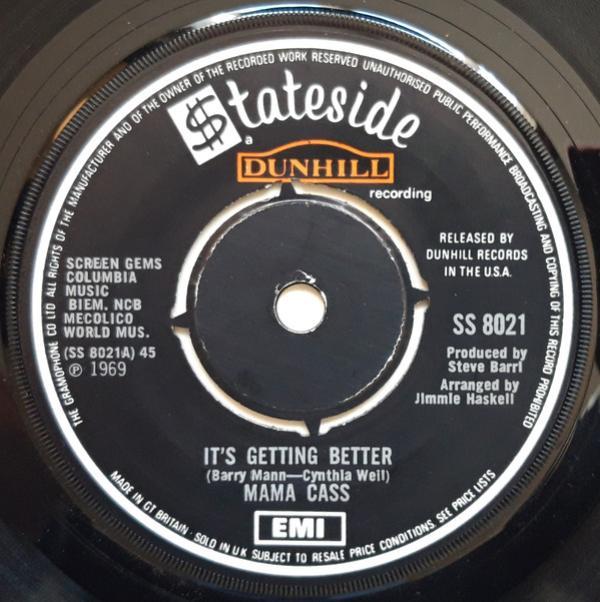 THE GRAMOPHONE CO LTD ALL RIGHTS OF THE MANUFACTURER AND OF THE OWNER OF THE RECORDED WORK RESERVED UNAUTHORISED PUBLIC PERFORMANCE BROADCASTING AND COPYING OF THIS RECORD PROHIBITED
$tateside
a
DUNHILL
recording
SCREEN GEMS
COLUMBIA
MUSIC
BIEM, NCB
MECOLICO
WORLD MUS.
(SS 8021A) 45
℗ 1969
RELEASED BY
DUNHILL RECORDS
IN THE U.S.A.
SS 8021
Produced by
Steve Barri
Arranged by
Jimmie Haskell
IT'S GETTING BETTER
(Barry Mann—Cynthia Weil)
MAMA CASS
EMI
MADE IN GT BRITAIN · SOLD IN U K SUBJECT TO RESALE PRICE CONDITIONS, SEE PRICE LISTS